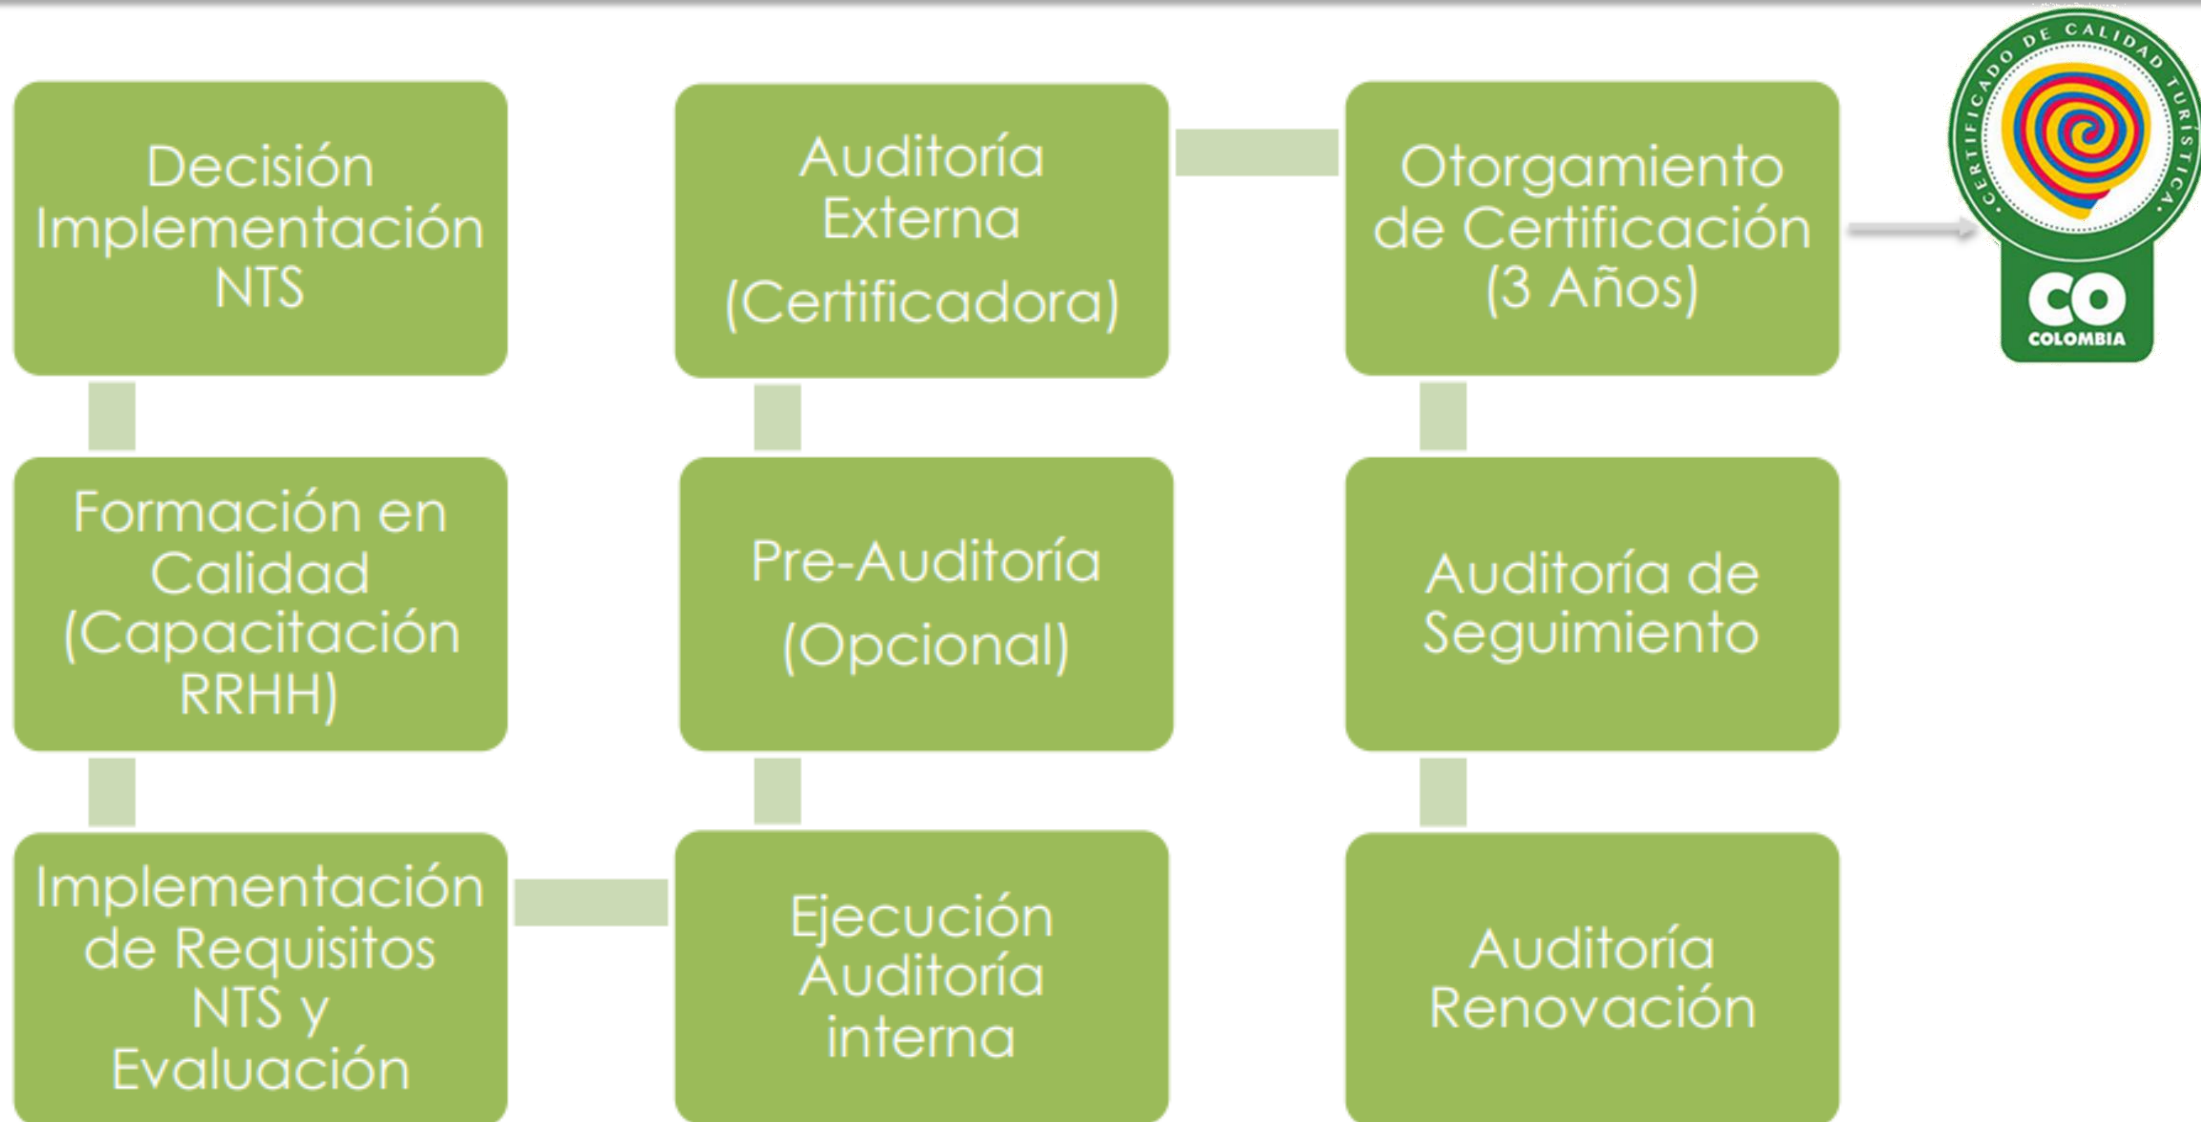 Decisión
Implementación
NTS
Formación en
Calidad
(Capacitación
RRHH)
Implementación
de Requisitos
NTS y
Evaluación
Ejecución
Auditoría
interna
Pre-Auditoría
(Opcional)
Auditoría
Externa
(Certificadora)
Otorgamiento
de Certificación
(3 Años)
Auditoría de
Seguimiento
Auditoría
Renovación
· CERTIFICADO DE CALIDAD TURÍSTICA ·
CO
COLOMBIA